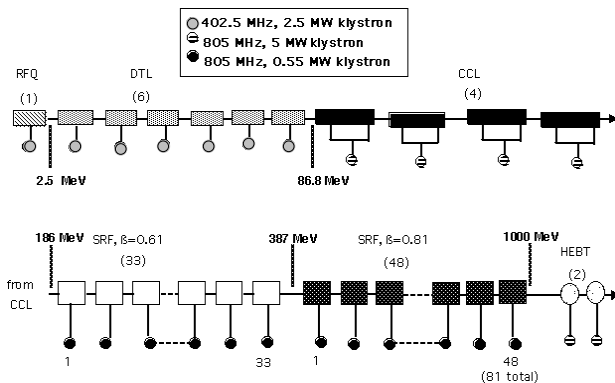 402.5 MHz, 2.5 MW klystron
805 MHz, 5 MW klystron
805 MHz, 0.55 MW klystron
RFQ
(1)
DTL
(6)
CCL
(4)
2.5 MeV
86.8 MeV
186 MeV
SRF, ß=0.61
(33)
387 MeV
SRF, ß=0.81
(48)
1000 MeV
HEBT
(2)
from
CCL
1
33
1
48
(81 total)